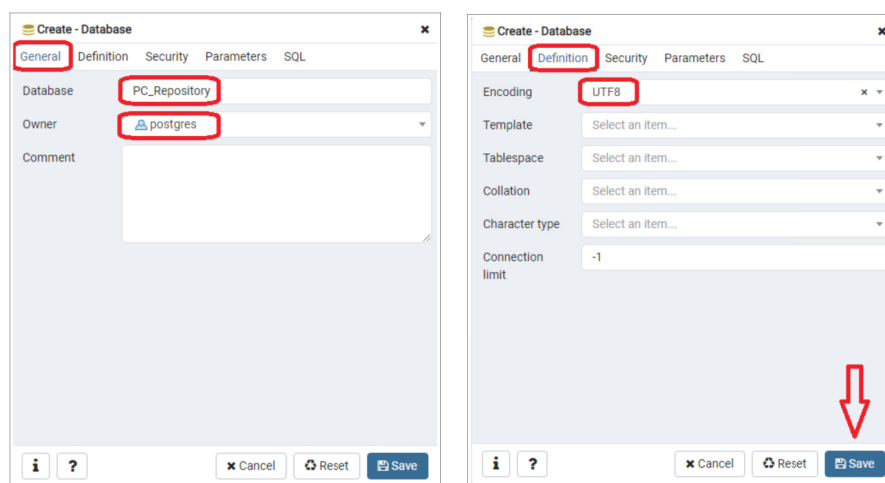 Create - Database
General Definition Security Parameters SQL
Database PC_Repository
Owner postgres
Comment
i ? Cancel Reset Save
Create - Database
General Definition Security Parameters SQL
Encoding UTF8
Template Select an item...
Tablespace Select an item...
Collation Select an item...
Character type Select an item...
Connection limit -1
i ? Cancel Reset Save